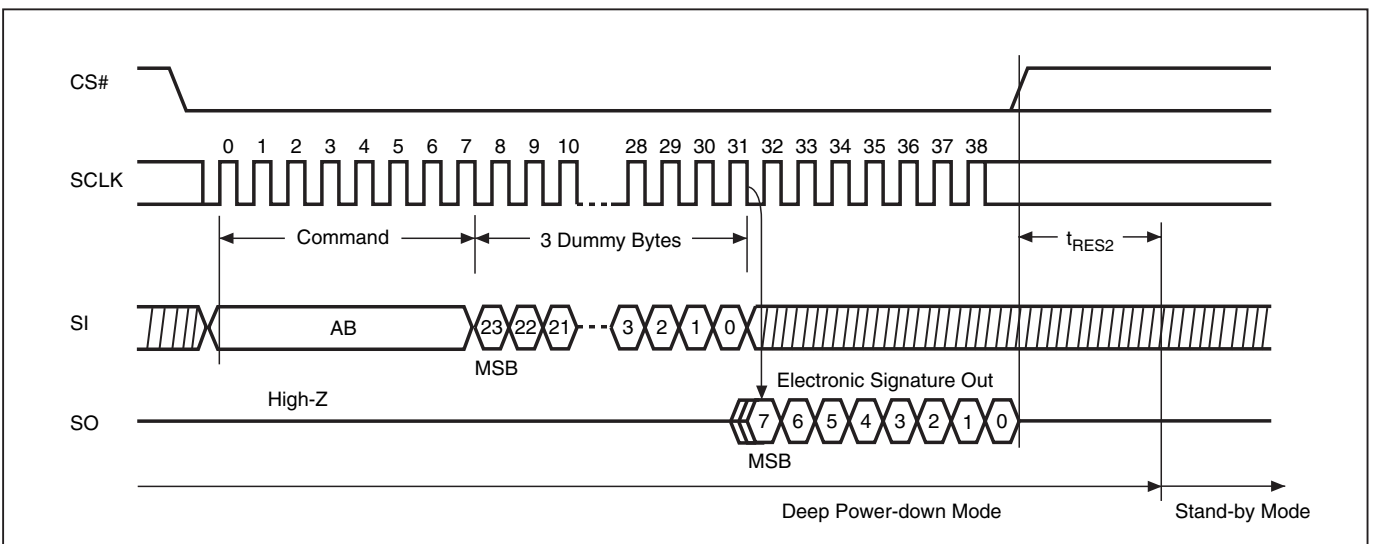 CS#
0 1 2 3 4 5 6 7 8 9 10 28 29 30 31 32 33 34 35 36 37 38
SCLK
Command
3 Dummy Bytes
tRES2
SI
AB
23 22 21 3 2 1 0
MSB
Electronic Signature Out
High-Z
SO
7 6 5 4 3 2 1 0
MSB
Deep Power-down Mode
Stand-by Mode